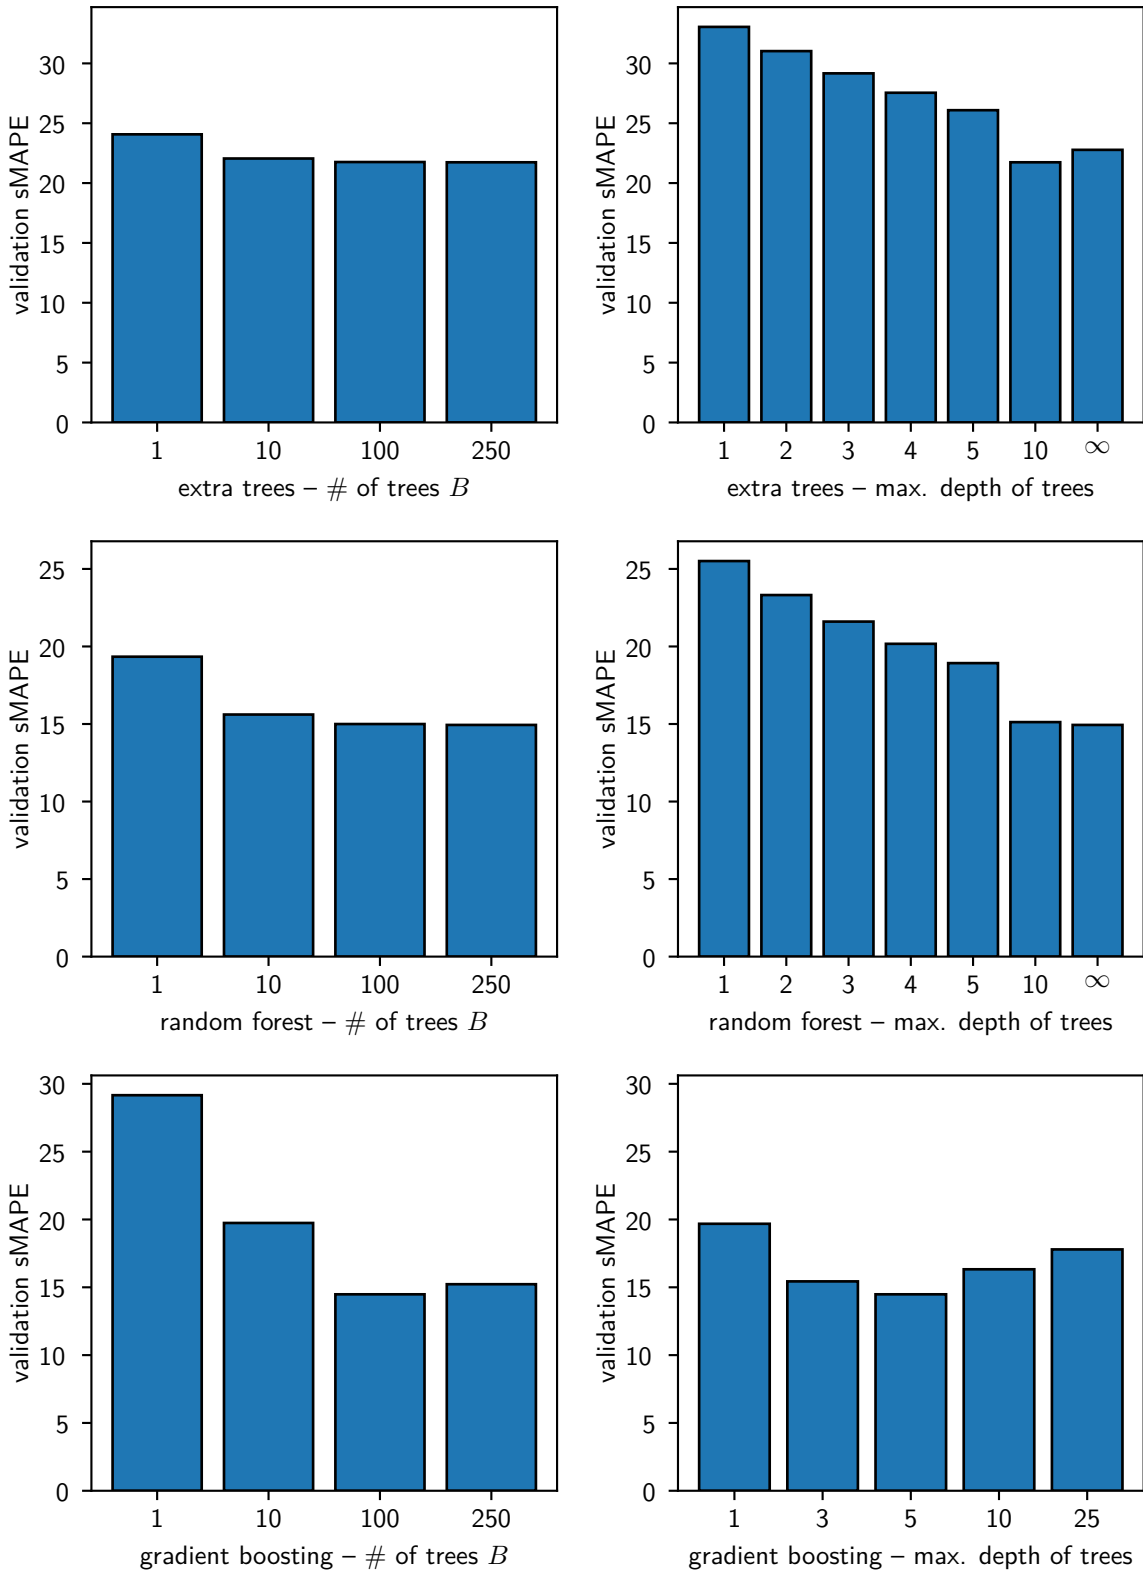 validation sMAPE
30
25
20
15
10
5
0
1 10 100 250
extra trees – # of trees B
validation sMAPE
30
25
20
15
10
5
0
1 2 3 4 5 10 ∞
extra trees – max. depth of trees
validation sMAPE
25
20
15
10
5
0
1 10 100 250
random forest – # of trees B
validation sMAPE
25
20
15
10
5
0
1 2 3 4 5 10 ∞
random forest – max. depth of trees
validation sMAPE
30
25
20
15
10
5
0
1 10 100 250
gradient boosting – # of trees B
validation sMAPE
30
25
20
15
10
5
0
1 3 5 10 25
gradient boosting – max. depth of trees